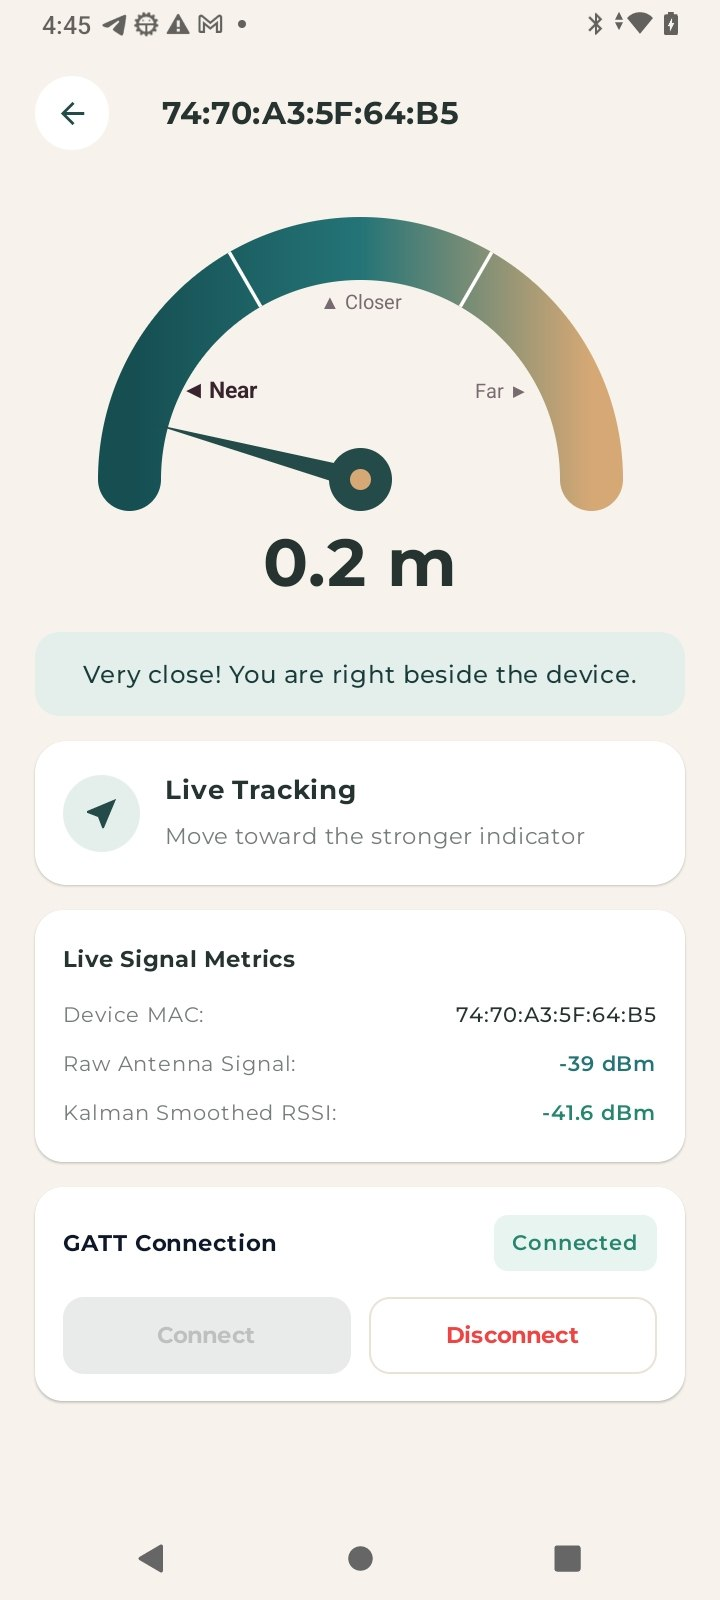 4:45
74:70:A3:5F:64:B5
▲ Closer
◄ Near
Far ►
0.2 m
Very close! You are right beside the device.
Live Tracking
Move toward the stronger indicator
Live Signal Metrics
Device MAC: 74:70:A3:5F:64:B5
Raw Antenna Signal: -39 dBm
Kalman Smoothed RSSI: -41.6 dBm
GATT Connection Connected
Connect Disconnect